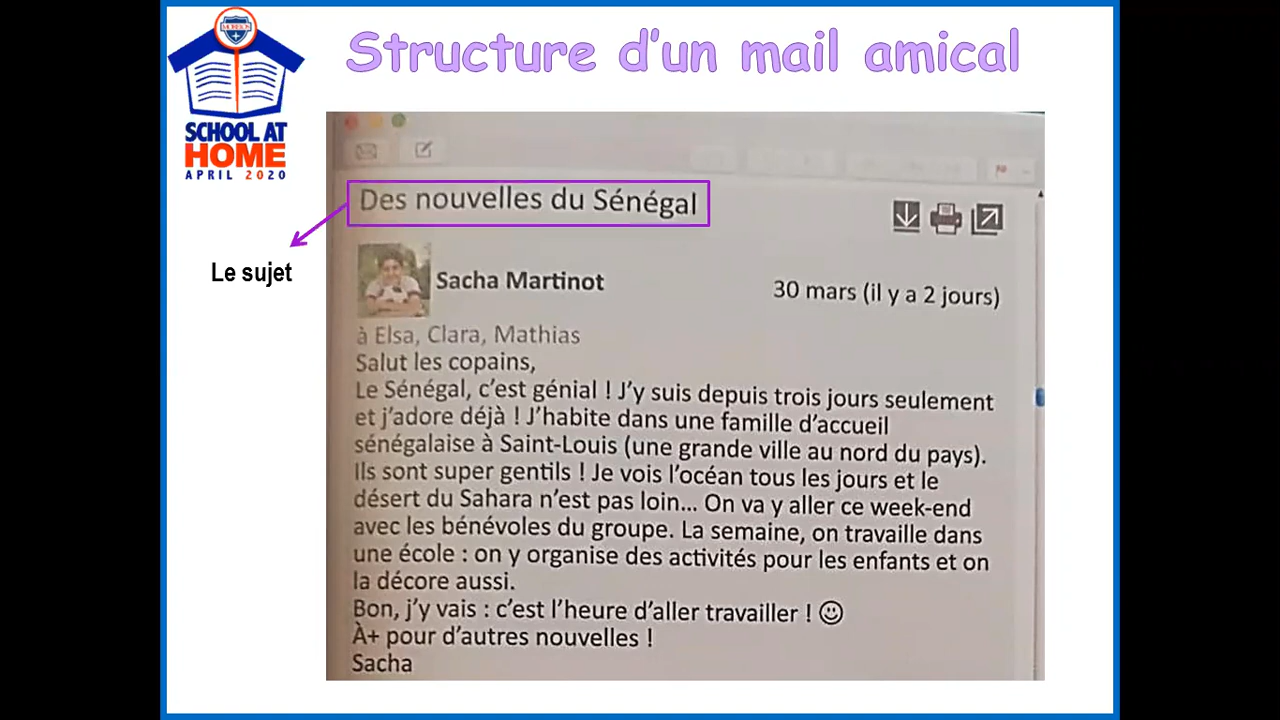 Structure d'un mail amical
MORELOS
SCHOOL AT
HOME
APRIL 2020
Des nouvelles du Sénégal
Le sujet
Sacha Martinot
30 mars (il y a 2 jours)
à Elsa, Clara, Mathias
Salut les copains,
Le Sénégal, c'est génial ! J'y suis depuis trois jours seulement
et j'adore déjà ! J'habite dans une famille d'accueil
sénégalaise à Saint-Louis (une grande ville au nord du pays).
Ils sont super gentils ! Je vois l'océan tous les jours et le
désert du Sahara n'est pas loin... On va y aller ce week-end
avec les bénévoles du groupe. La semaine, on travaille dans
une école : on y organise des activités pour les enfants et on
la décore aussi.
Bon, j'y vais : c'est l'heure d'aller travailler ! ☺
À+ pour d'autres nouvelles !
Sacha